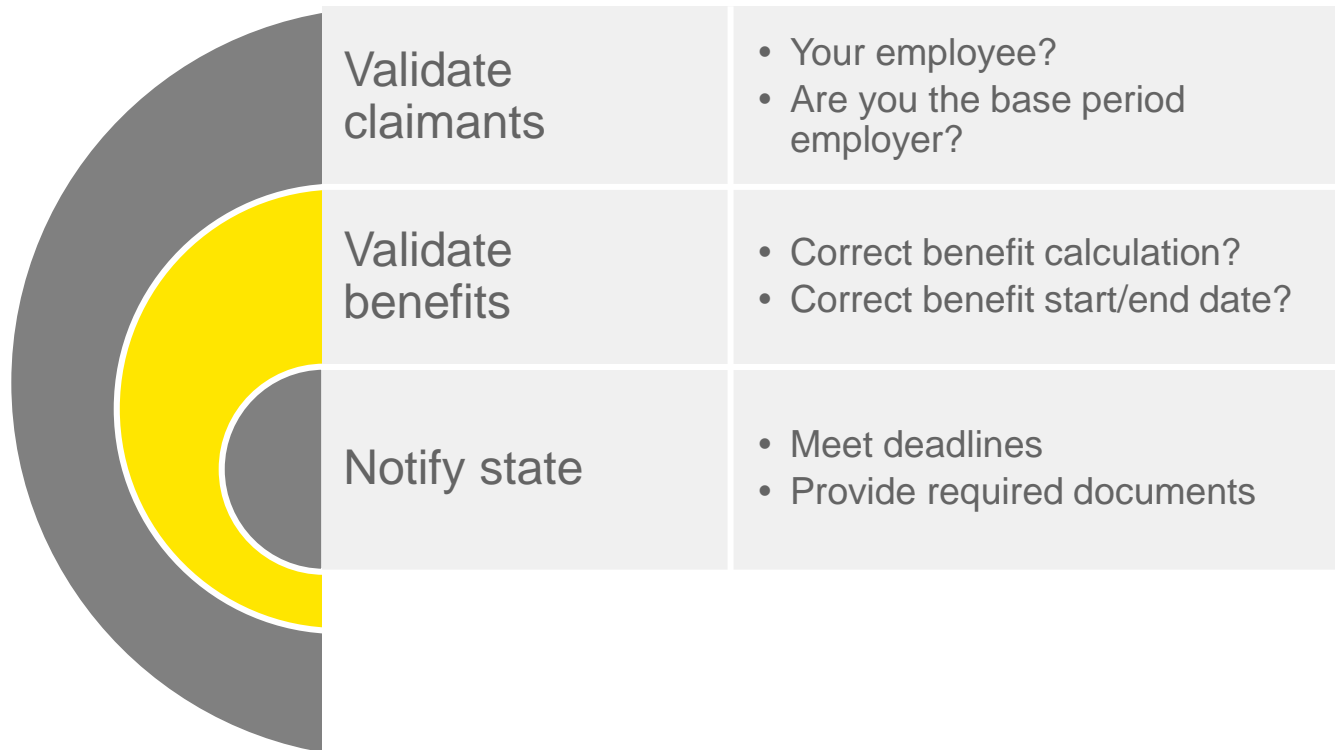 Validate
claimants
• Your employee?
• Are you the base period
employer?
Validate
benefits
• Correct benefit calculation?
• Correct benefit start/end date?
Notify state
• Meet deadlines
• Provide required documents